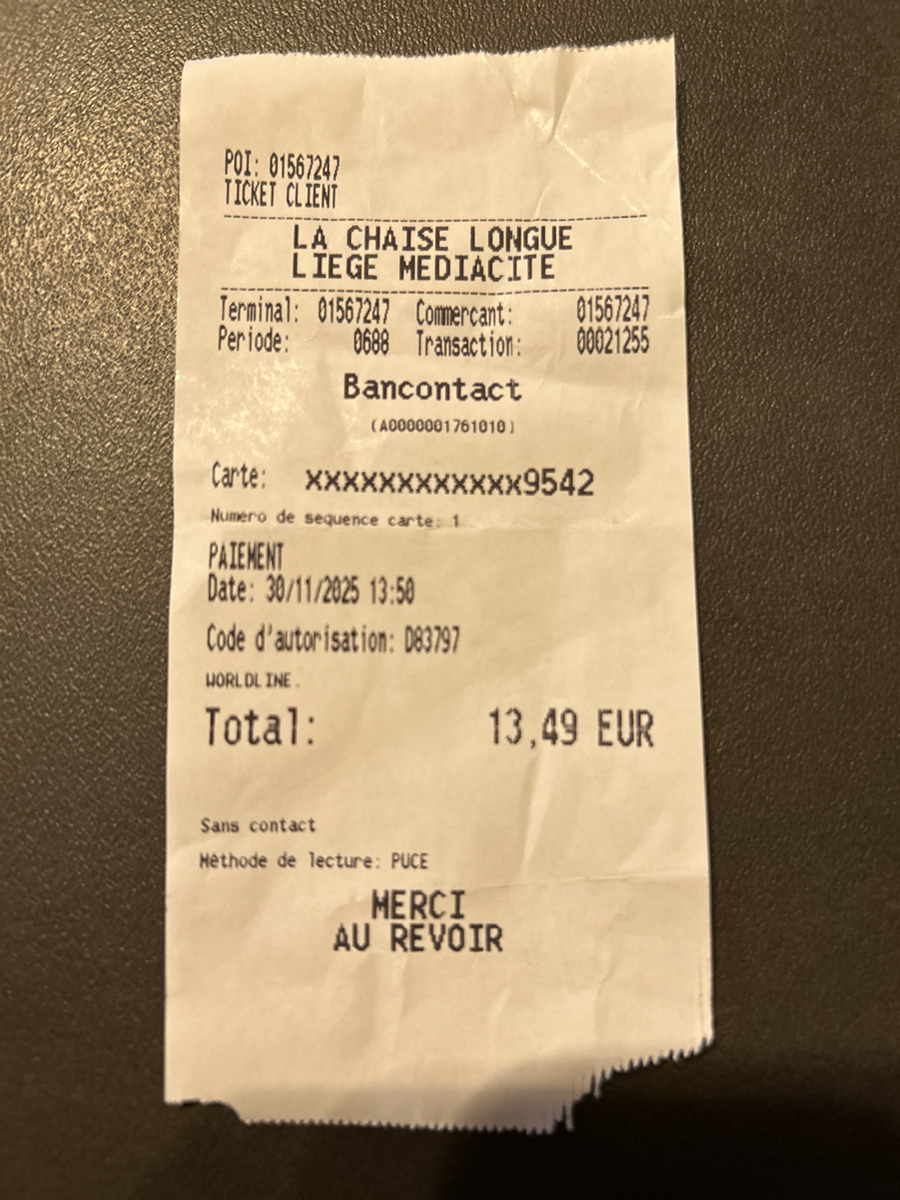 POI: 01567247
TICKET CLIENT
LA CHAISE LONGUE
LIEGE MEDIACITE
Terminal: 01567247 Commercant: 01567247
Periode: 0688 Transaction: 00021255
Bancontact
(A0000001761010)
Carte: xxxxxxxxxxxx9542
Numero de sequence carte: 1
PAIEMENT
Date: 30/11/2025 13:50
Code d'autorisation: D83797
WORLDLINE.
Total: 13,49 EUR
Sans contact
Méthode de lecture: PUCE
MERCI
AU REVOIR